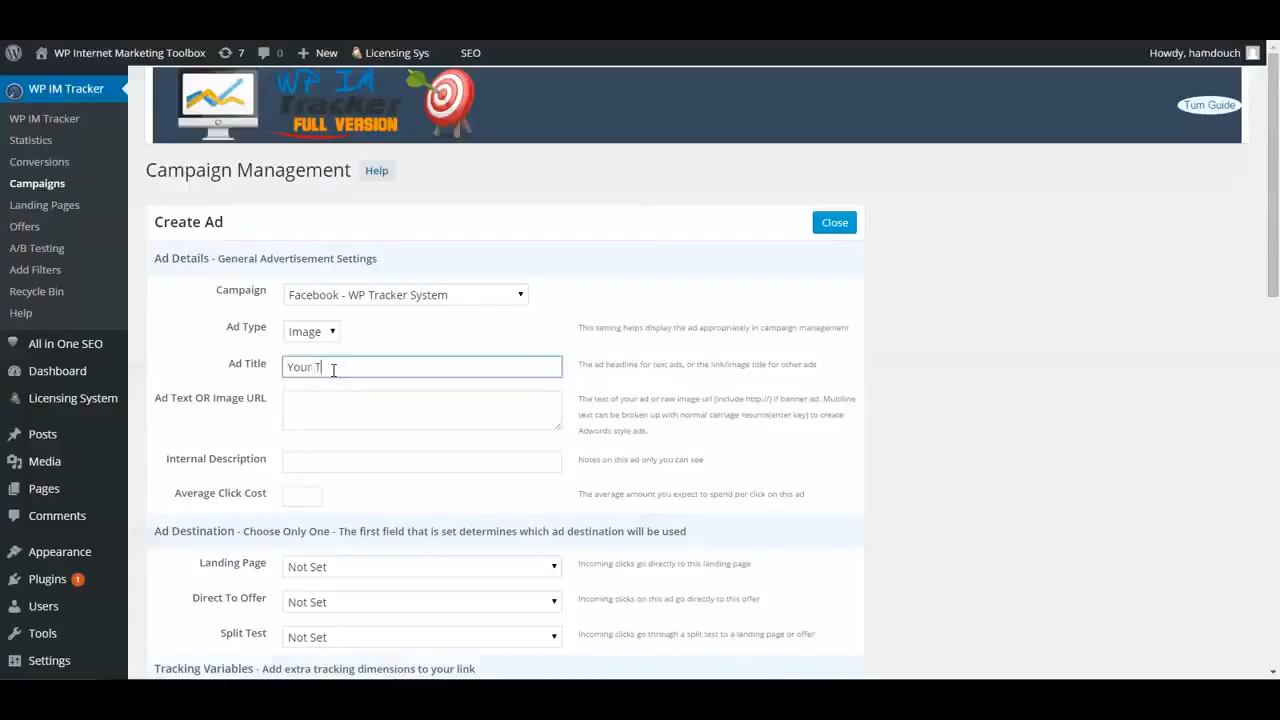 WP Internet Marketing Toolbox 7 0 New Licensing Sys SEO Howdy, hamdouch
WP IM Tracker
WP IM Tracker
Statistics
Conversions
Campaigns
Landing Pages
Offers
A/B Testing
Add Filters
Recycle Bin
Help
All in One SEO
Dashboard
Licensing System
Posts
Media
Pages
Comments
Appearance
Plugins 1
Users
Tools
Settings
WP IM
Tracker
FULL VERSION
Turn Guide
Campaign Management Help
Create Ad Close
Ad Details - General Advertisement Settings
Campaign Facebook - WP Tracker System
Ad Type Image This setting helps display the ad appropriately in campaign management
Ad Title Your T The ad headline for text ads, or the link/image title for other ads
Ad Text OR Image URL The text of your ad or raw image url (include http://) if banner ad. Multiline
text can be broken up with normal carriage returns(enter key) to create
Adwords style ads.
Internal Description Notes on this ad only you can see
Average Click Cost The average amount you expect to spend per click on this ad
Ad Destination - Choose Only One - The first field that is set determines which ad destination will be used
Landing Page Not Set Incoming clicks go directly to this landing page
Direct To Offer Not Set Incoming clicks on this ad go directly to this offer
Split Test Not Set Incoming clicks go through a split test to a landing page or offer
Tracking Variables - Add extra tracking dimensions to your link